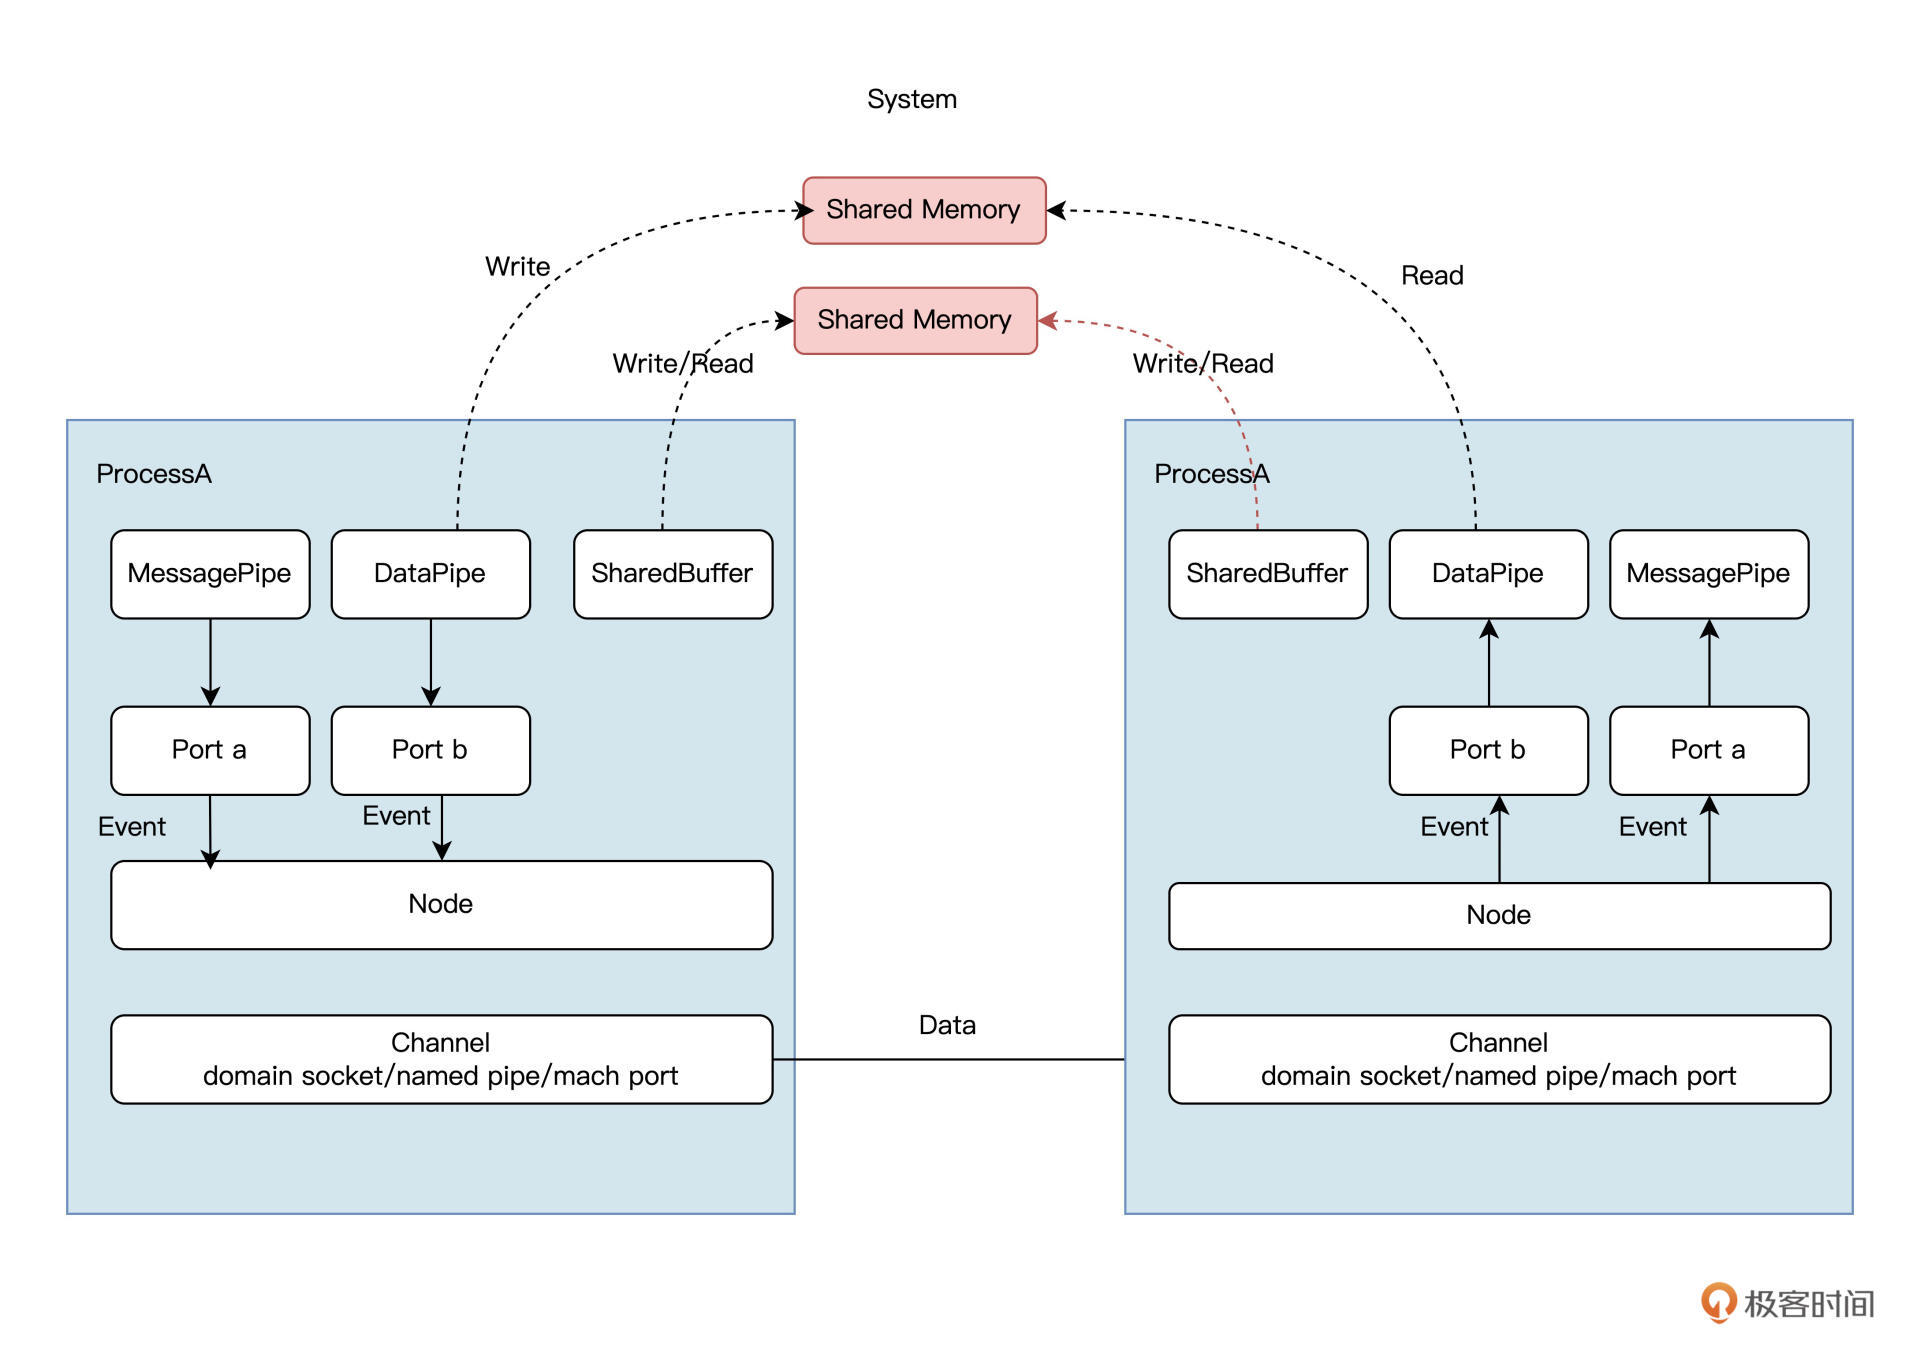 System
Shared Memory
Write
Read
Shared Memory
Write/Read
Write/Read
ProcessA
MessagePipe
DataPipe
SharedBuffer
Port a
Port b
Event
Event
Node
Channel
domain socket/named pipe/mach port
Data
ProcessA
SharedBuffer
DataPipe
MessagePipe
Port b
Port a
Event
Event
Node
Channel
domain socket/named pipe/mach port
极客时间